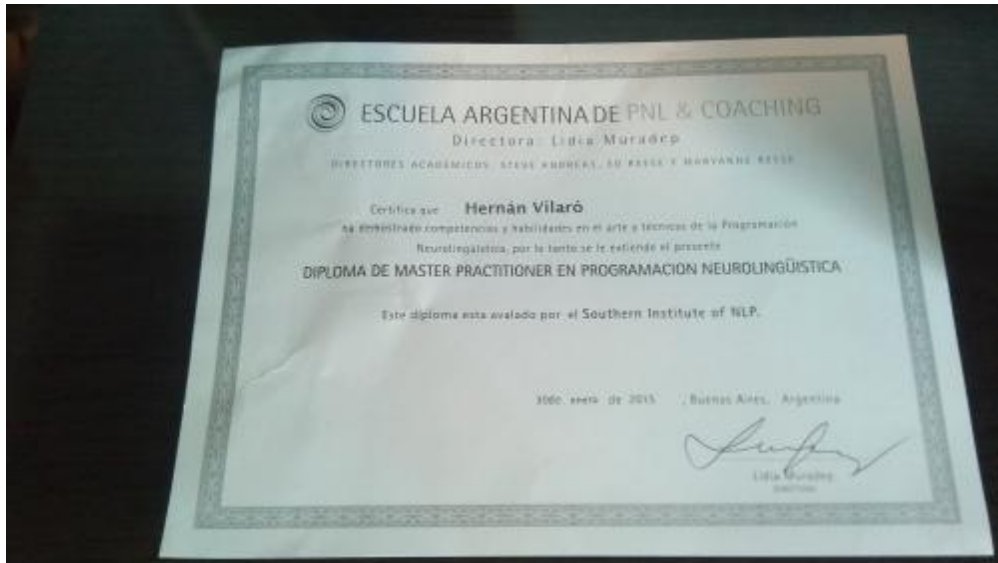 ESCUELA ARGENTINA DE PNL & COACHING
Directora: Lidia Muradep
DIRECTORES ACADEMICOS: STEVE ANDREAS, ED REESE Y MARYANNE REESE
Certifica que Hernán Vilaró
ha demostrado competencias y habilidades en el arte y técnicas de la Programación
Neurolingüística, por lo tanto se le extiende el presente
DIPLOMA DE MASTER PRACTITIONER EN PROGRAMACION NEUROLINGÜISTICA
Este diploma esta avalado por el Southern Institute of NLP.
30de enero de 2015 , Buenos Aires, Argentina
Lidia Muradep